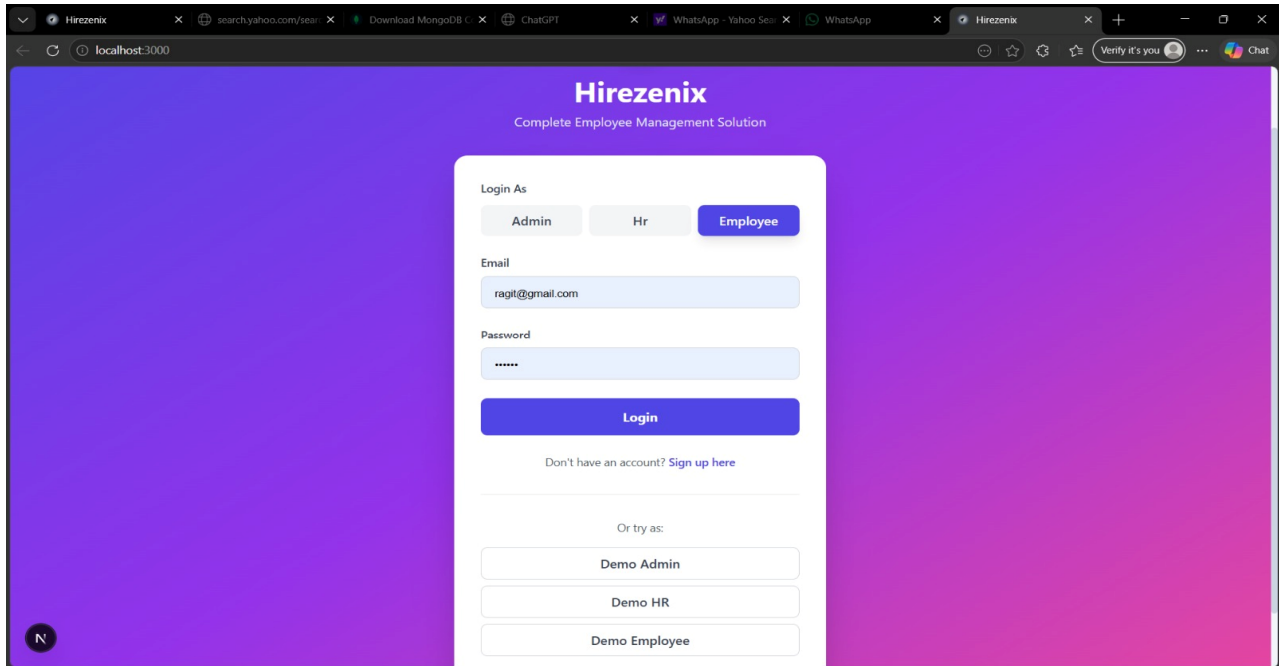 Hirezenix search.yahoo.com/sear Download MongoDB Co ChatGPT WhatsApp - Yahoo Sear WhatsApp Hirezenix
localhost:3000 Verify it's you Chat
Hirezenix
Complete Employee Management Solution
Login As
Admin Hr Employee
Email
ragit@gmail.com
Password
••••••
Login
Don't have an account? Sign up here
Or try as:
Demo Admin
Demo HR
Demo Employee
N